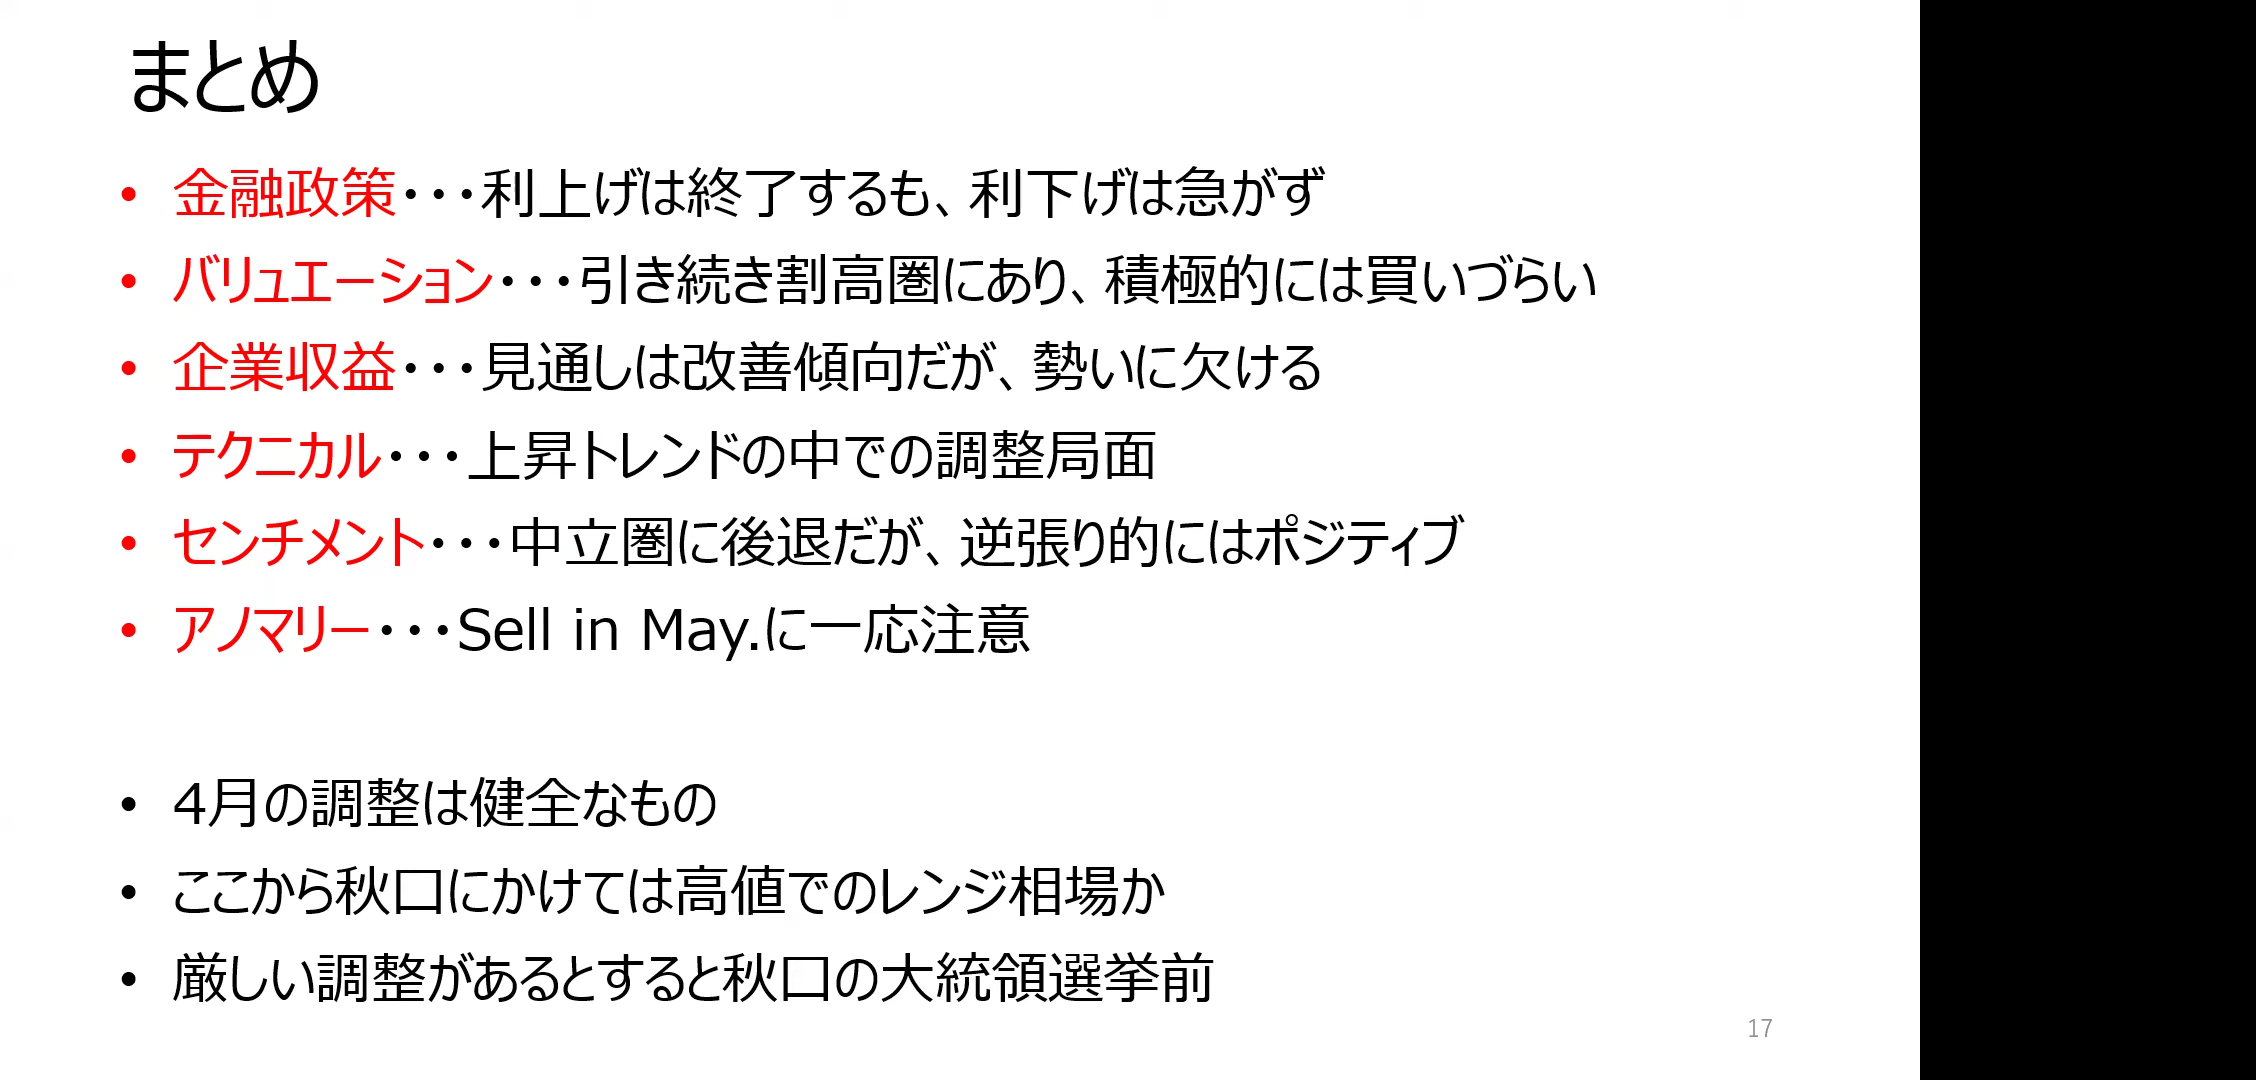 まとめ
• 金融政策・・・利上げは終了するも、利下げは急がず
• バリュエーション・・・引き続き割高圏にあり、積極的には買いづらい
• 企業収益・・・見通しは改善傾向だが、勢いに欠ける
• テクニカル・・・上昇トレンドの中での調整局面
• センチメント・・・中立圏に後退だが、逆張り的にはポジティブ
• アノマリー・・・Sell in May.に一応注意
• 4月の調整は健全なもの
• ここから秋口にかけては高値でのレンジ相場か
• 厳しい調整があるとすると秋口の大統領選挙前
17